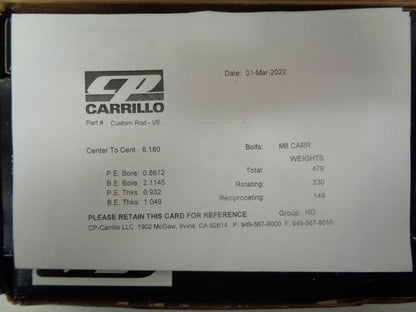 CP
CARRILLO
Date: 01-Mar-2022
Part # Custom Rod - VE
Center To Cent 5.180
Bolts: M8 CARR
WEIGHTS
P.E. Bore: 0.8672
Total: 479
B.E. Bore: 2.1145
Rotating: 330
P.E. Thks: 0.932
Reciprocating: 149
B.E. Thks: 1.049
PLEASE RETAIN THIS CARD FOR REFERENCE Group: ND
CP-Carrillo LLC 1902 McGaw, Irvine, CA 92614 P. 949-567-9000 F. 949-567-9010